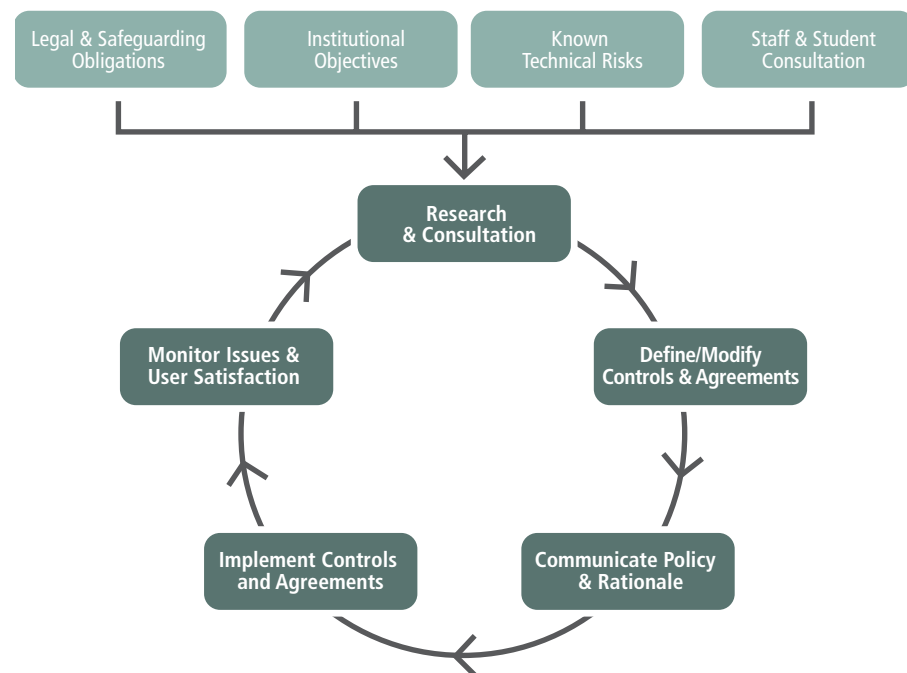 Legal & Safeguarding
Obligations
Institutional
Objectives
Known
Technical Risks
Staff & Student
Consultation
Research
& Consultation
Monitor Issues &
User Satisfaction
Define/Modify
Controls & Agreements
Implement Controls
and Agreements
Communicate Policy
& Rationale